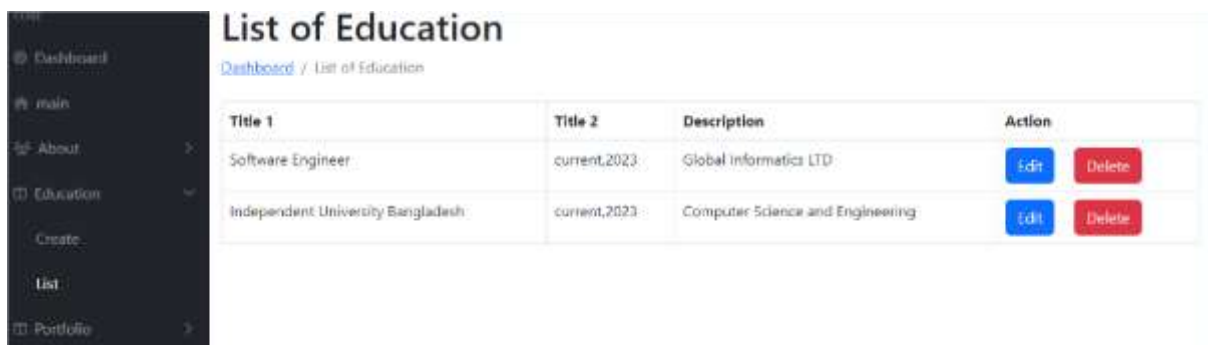 List of Education
Dashboard / List of Education
Dashboard
main
About
Education
Create
List
Portfolio
Title 1 Title 2 Description Action
Software Engineer current,2023 Global Informatics LTD Edit Delete
Independent University Bangladesh current,2023 Computer Science and Engineering Edit Delete